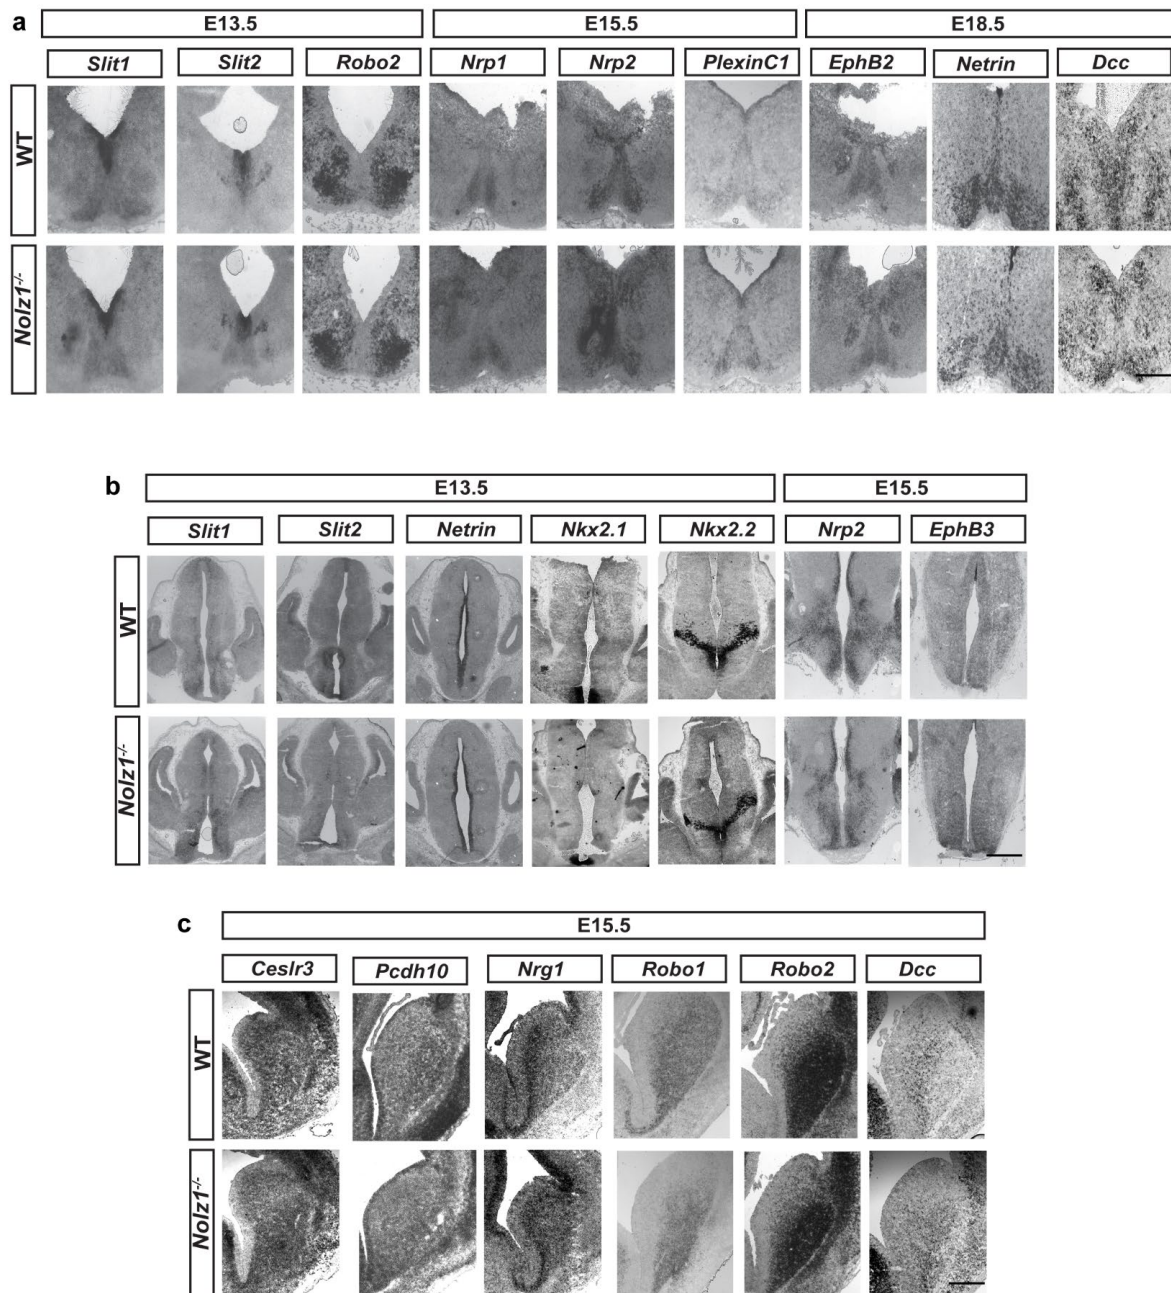 a
E13.5 E15.5 E18.5
Slit1 Slit2 Robo2 Nrp1 Nrp2 PlexinC1 EphB2 Netrin Dcc
WT
Nolz1-/-
b
E13.5 E15.5
Slit1 Slit2 Netrin Nkx2.1 Nkx2.2 Nrp2 EphB3
WT
Nolz1-/-
c
E15.5
Ceslr3 Pcdh10 Nrg1 Robo1 Robo2 Dcc
WT
Nolz1-/-